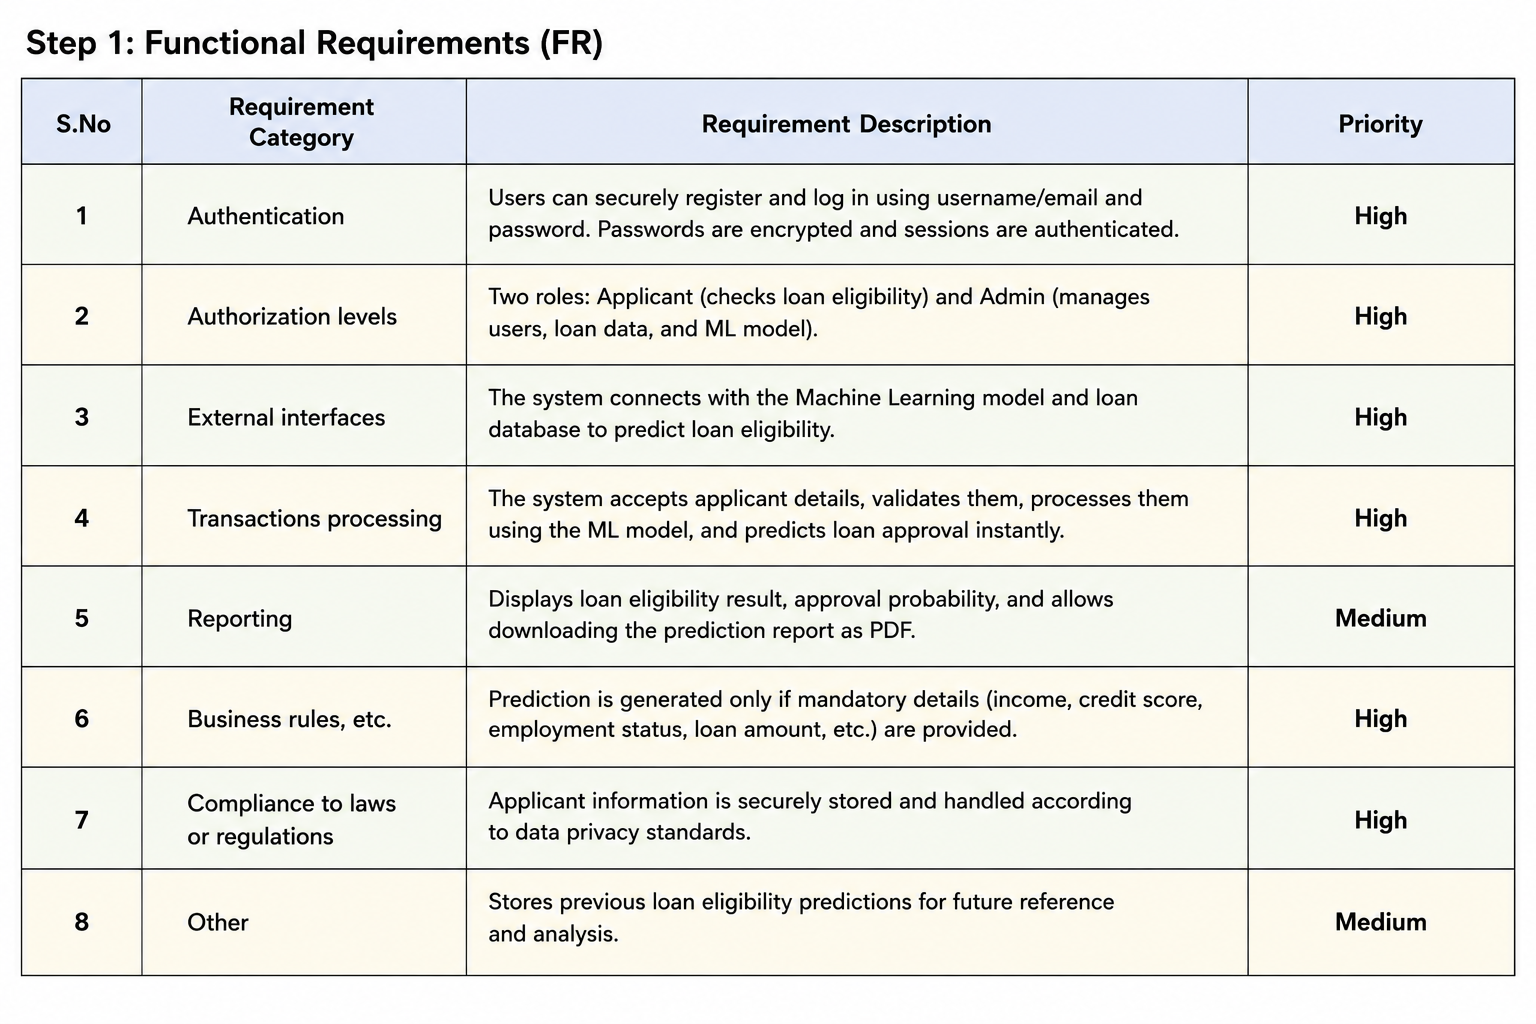 Step 1: Functional Requirements (FR)
S.No
Requirement
Category
Requirement Description
Priority
1
Authentication
Users can securely register and log in using username/email and
password. Passwords are encrypted and sessions are authenticated.
High
2
Authorization levels
Two roles: Applicant (checks loan eligibility) and Admin (manages
users, loan data, and ML model).
High
3
External interfaces
The system connects with the Machine Learning model and loan
database to predict loan eligibility.
High
4
Transactions processing
The system accepts applicant details, validates them, processes them
using the ML model, and predicts loan approval instantly.
High
5
Reporting
Displays loan eligibility result, approval probability, and allows
downloading the prediction report as PDF.
Medium
6
Business rules, etc.
Prediction is generated only if mandatory details (income, credit score,
employment status, loan amount, etc.) are provided.
High
7
Compliance to laws
or regulations
Applicant information is securely stored and handled according
to data privacy standards.
High
8
Other
Stores previous loan eligibility predictions for future reference
and analysis.
Medium